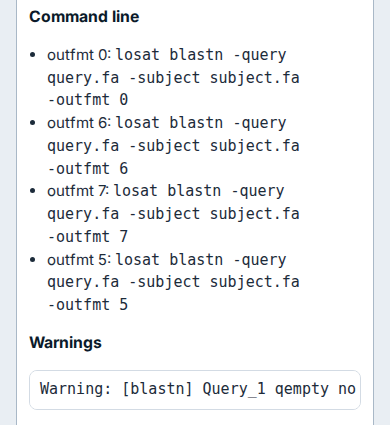 Command line
outfmt 0: losat blastn -query
query.fa -subject subject.fa
-outfmt 0
outfmt 6: losat blastn -query
query.fa -subject subject.fa
-outfmt 6
outfmt 7: losat blastn -query
query.fa -subject subject.fa
-outfmt 7
outfmt 5: losat blastn -query
query.fa -subject subject.fa
-outfmt 5
Warnings
Warning: [blastn] Query_1 qempty no